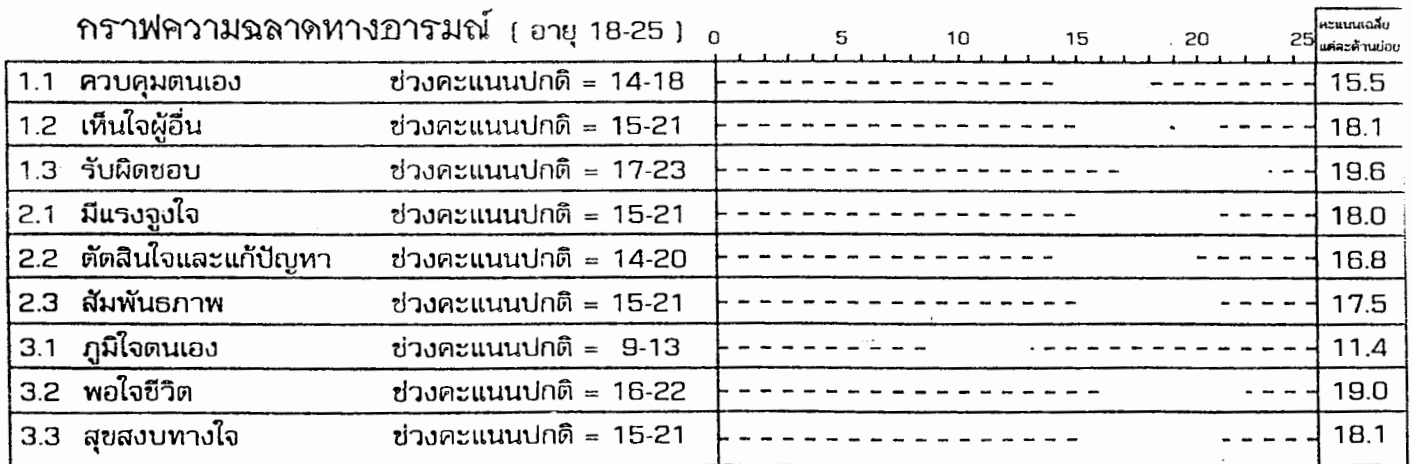 กราฟความฉลาดทางอารมณ์ ( อายุ 18-25 ) 0 5 10 15 20 25 คะแนนเฉลี่ย
แต่ละด้านย่อย
1.1 ควบคุมตนเอง ช่วงคะแนนปกติ = 14-18 15.5
1.2 เห็นใจผู้อื่น ช่วงคะแนนปกติ = 15-21 18.1
1.3 รับผิดชอบ ช่วงคะแนนปกติ = 17-23 19.6
2.1 มีแรงจูงใจ ช่วงคะแนนปกติ = 15-21 18.0
2.2 ตัดสินใจและแก้ปัญหา ช่วงคะแนนปกติ = 14-20 16.8
2.3 สัมพันธภาพ ช่วงคะแนนปกติ = 15-21 17.5
3.1 ภูมิใจตนเอง ช่วงคะแนนปกติ = 9-13 11.4
3.2 พอใจชีวิต ช่วงคะแนนปกติ = 16-22 19.0
3.3 สุขสงบทางใจ ช่วงคะแนนปกติ = 15-21 18.1